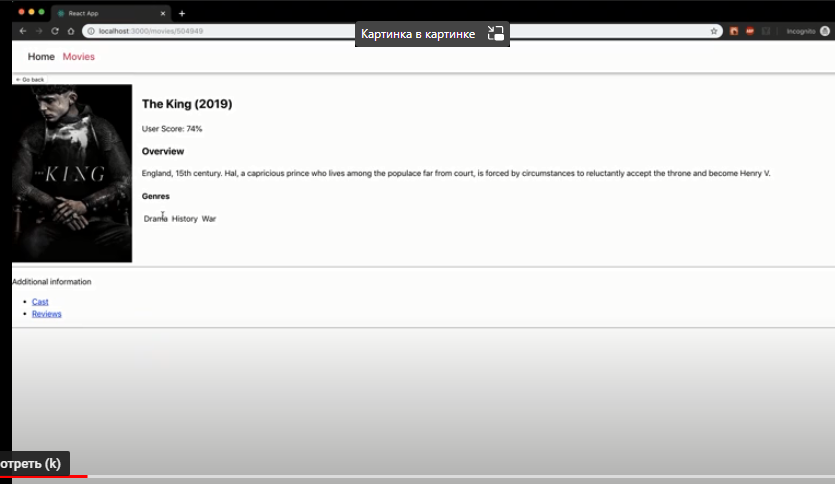 React App
localhost:3000/movies/504949
Картинка в картинке
Incognito
Home Movies
← Go back
THE KING
The King (2019)
User Score: 74%
Overview
England, 15th century. Hal, a capricious prince who lives among the populace far from court, is forced by circumstances to reluctantly accept the throne and become Henry V.
Genres
Drama History War
Additional information
Cast
Reviews
отреть (k)